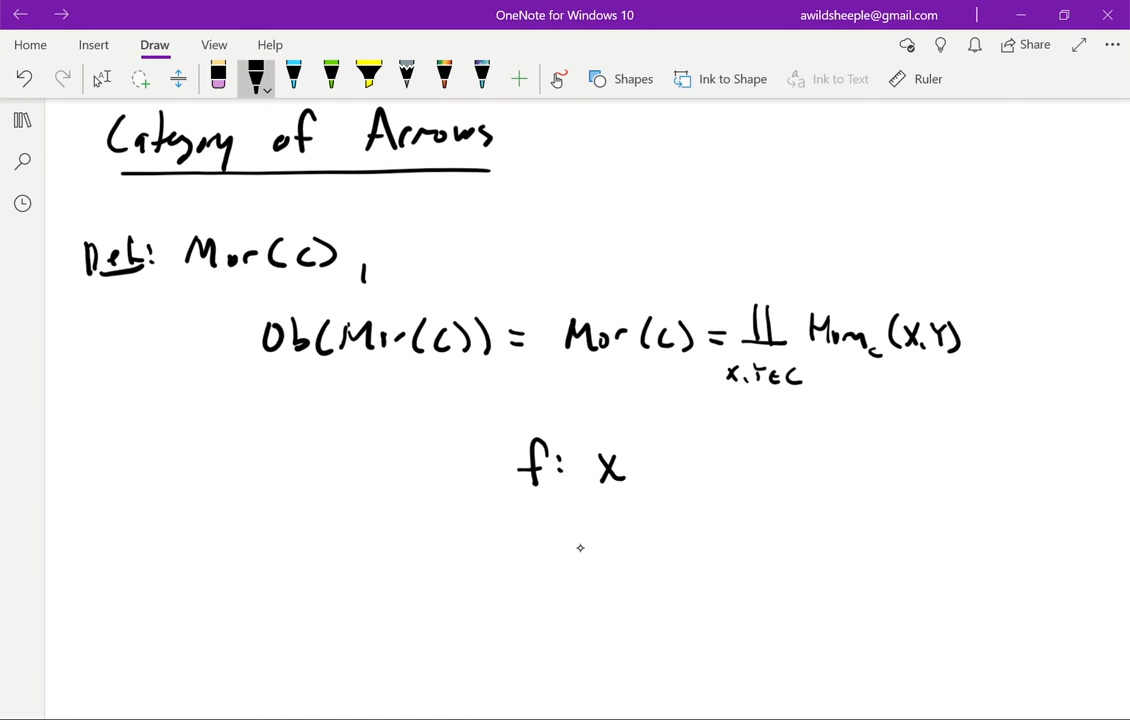 OneNote for Windows 10
awildsheeple@gmail.com
Home Insert Draw View Help
Share
Shapes Ink to Shape Ink to Text Ruler
Category of Arrows
Def: Mor(C),
Ob(Mor(C)) = Mor(C) = ∐ Hom_C(X,Y)
X,Y∈C
f: X